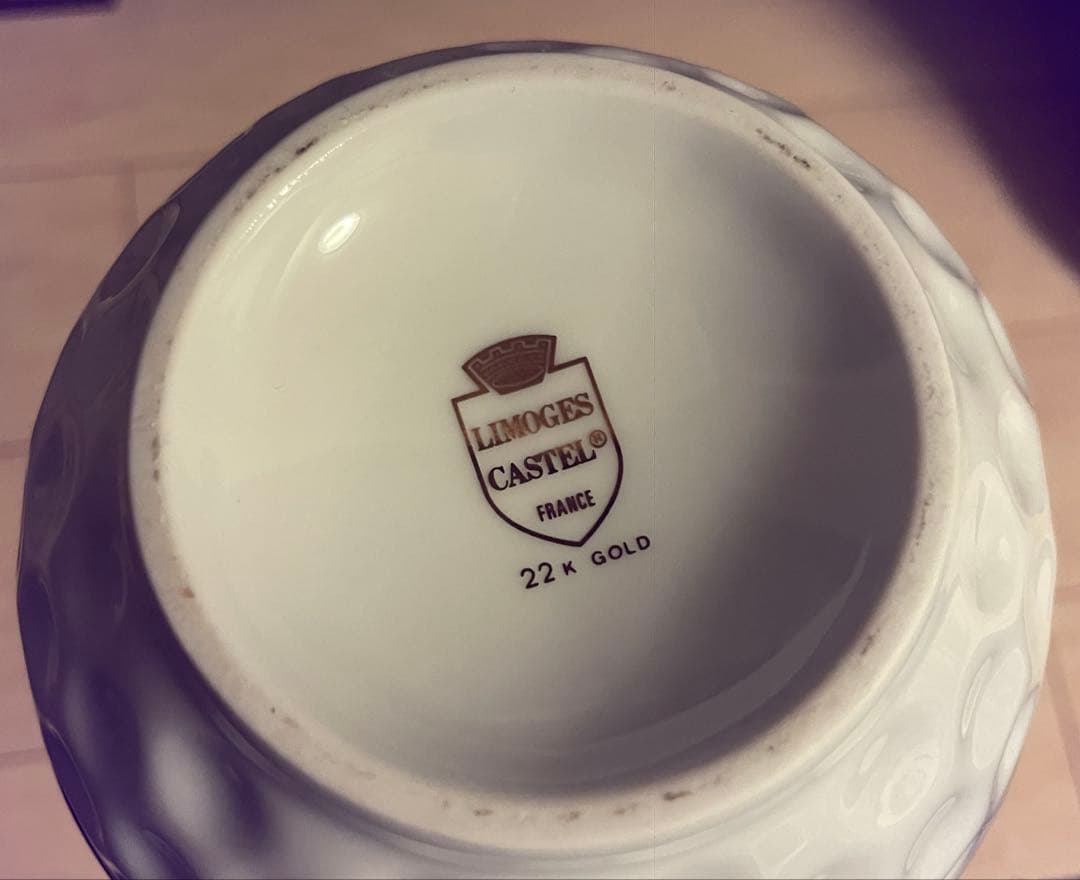 LIMOGES
CASTEL®
FRANCE
22 K GOLD